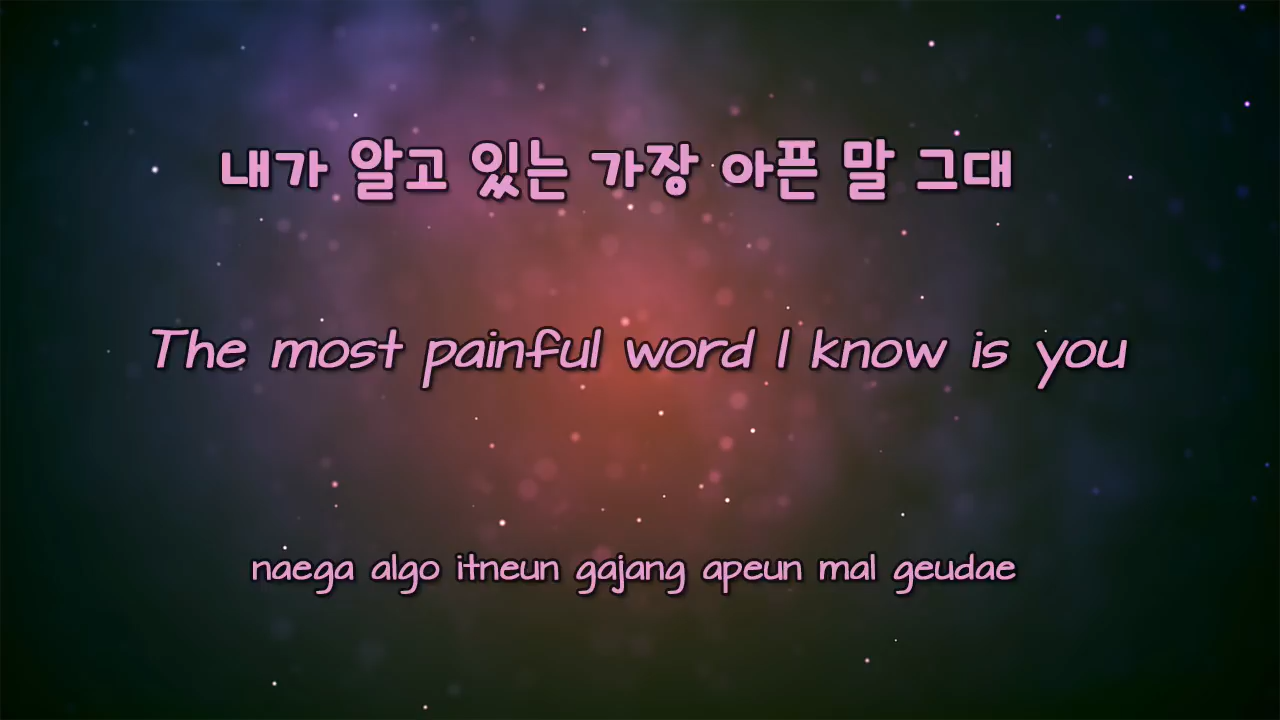 내가 알고 있는 가장 아픈 말 그대
The most painful word I know is you
naega algo itneun gajang apeun mal geudae